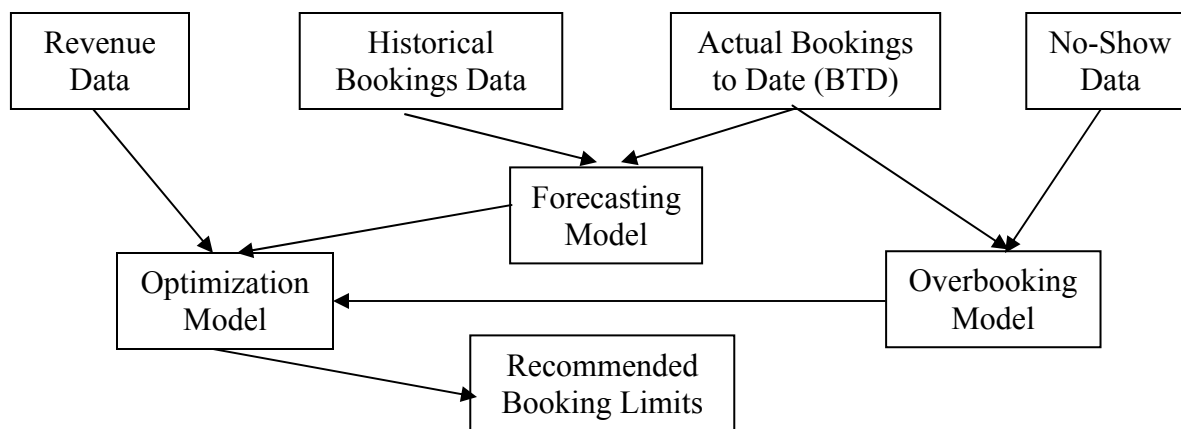 Revenue
Data
Historical
Bookings Data
Actual Bookings
to Date (BTD)
No-Show
Data
Forecasting
Model
Optimization
Model
Overbooking
Model
Recommended
Booking Limits